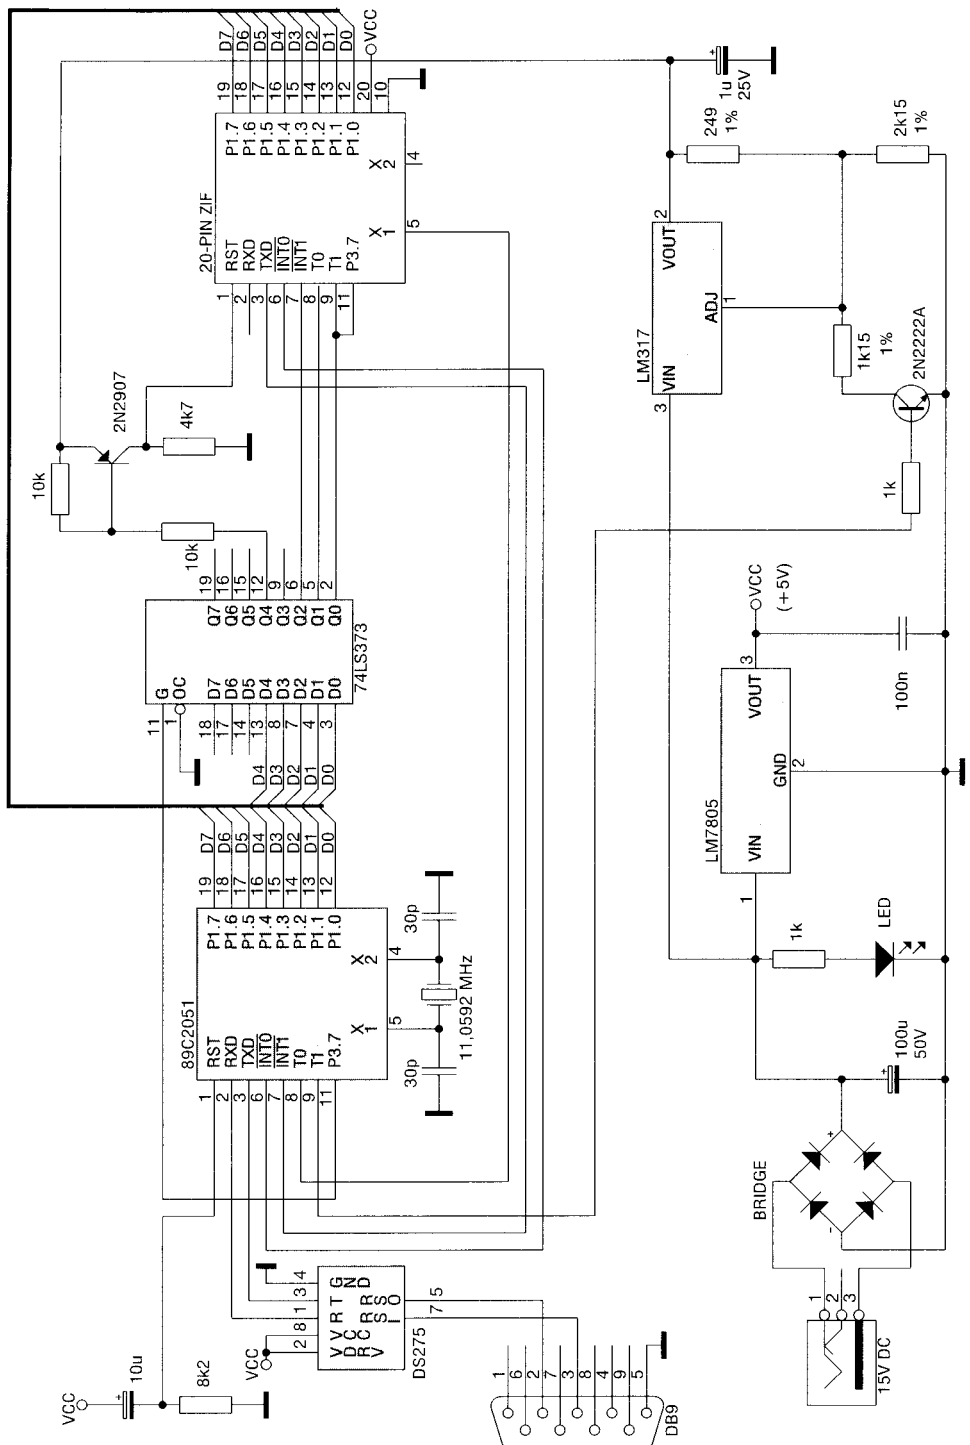 VCC
10u
+
8k2
VCC
2 8 1 3 4
V V R T G
D C X X N
R C D D D
V
R R
S S
I O
7 5
DS275
1
6
2
7
3
8
4
9
5
DB9
89C2051
1 RST
2 RXD
3 TXD
6 INT0
7 INT1
8 T0
9 T1
11 P3.7
P1.7 19 D7
P1.6 18 D6
P1.5 17 D5
P1.4 16 D4
P1.3 15 D3
P1.2 14 D2
P1.1 13 D1
P1.0 12 D0
X1
X2
5
4
30p
30p
11,0592 MHz
74LS373
11 G
1 OC
18 D7
17 D6
14 D5
D4 13 D4
D3 8 D3
D2 7 D2
D1 4 D1
D0 3 D0
Q7 19
Q6 16
Q5 15
Q4 12
Q3 9
Q2 6
Q1 5
Q0 2
10k
10k
2N2907
4k7
20-PIN ZIF
1 RST
2 RXD
3 TXD
6 INT0
7 INT1
8 T0
9 T1
11 P3.7
P1.7 19 D7
P1.6 18 D6
P1.5 17 D5
P1.4 16 D4
P1.3 15 D3
P1.2 14 D2
P1.1 13 D1
P1.0 12 D0
20 VCC
10
X1
X2
5
4
15V DC
1
2
3
BRIDGE
+
-
+
100u
50V
1k
LED
LM7805
1 VIN
VOUT 3
GND
2
VCC
(+5V)
100n
1k
2N2222A
1k15
1%
LM317
3 VIN
VOUT 2
ADJ
1
249
1%
2k15
1%
+
1u
25V